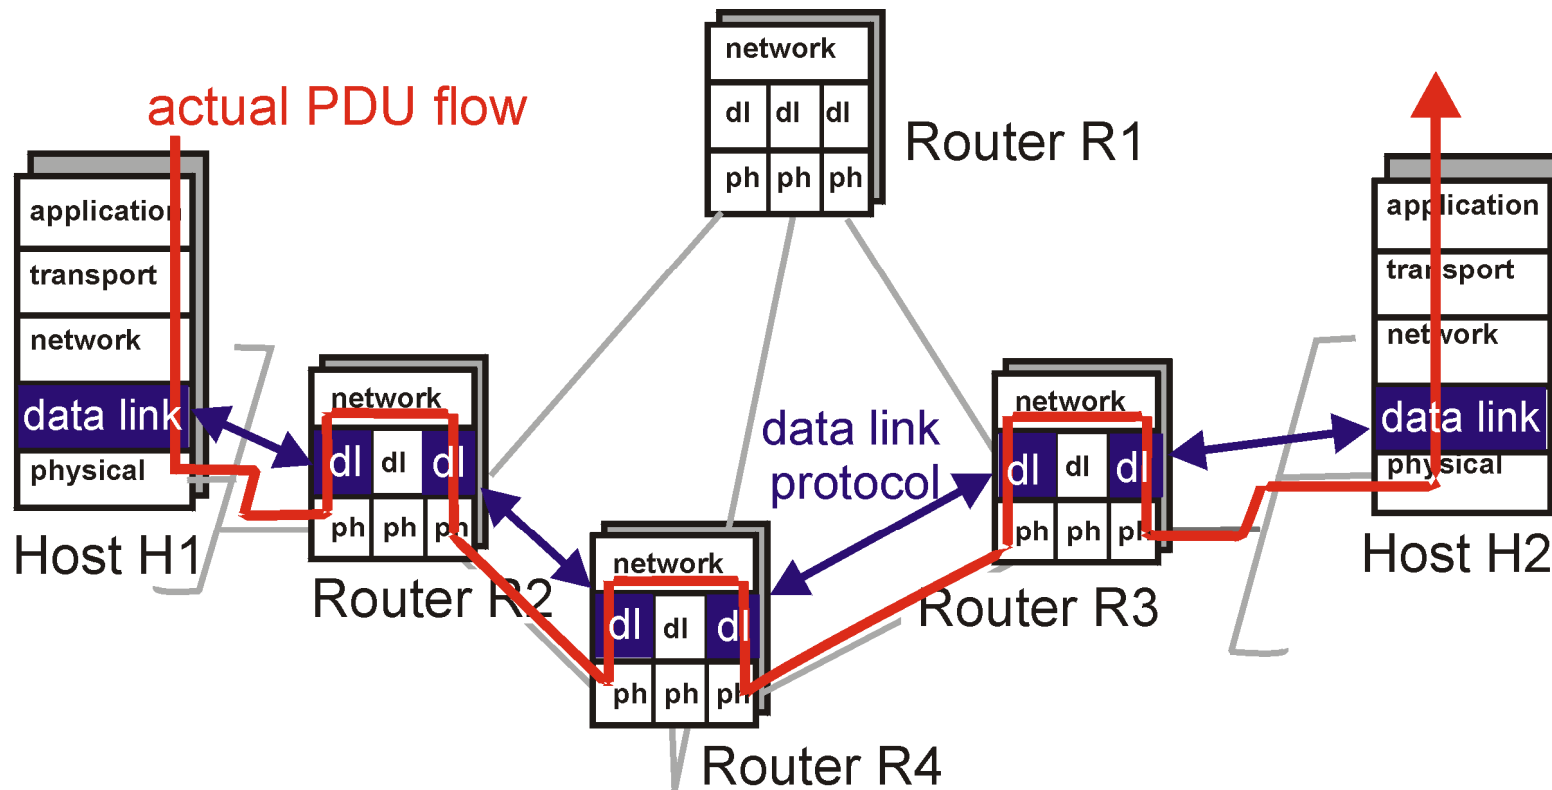 actual PDU flow
network
dl dl dl
ph ph ph
Router R1
application
transport
network
data link
physical
Host H1
network
dl dl dl
ph ph ph
Router R2
data link
protocol
network
dl dl dl
ph ph ph
Router R4
network
dl dl dl
ph ph ph
Router R3
application
transport
network
data link
physical
Host H2